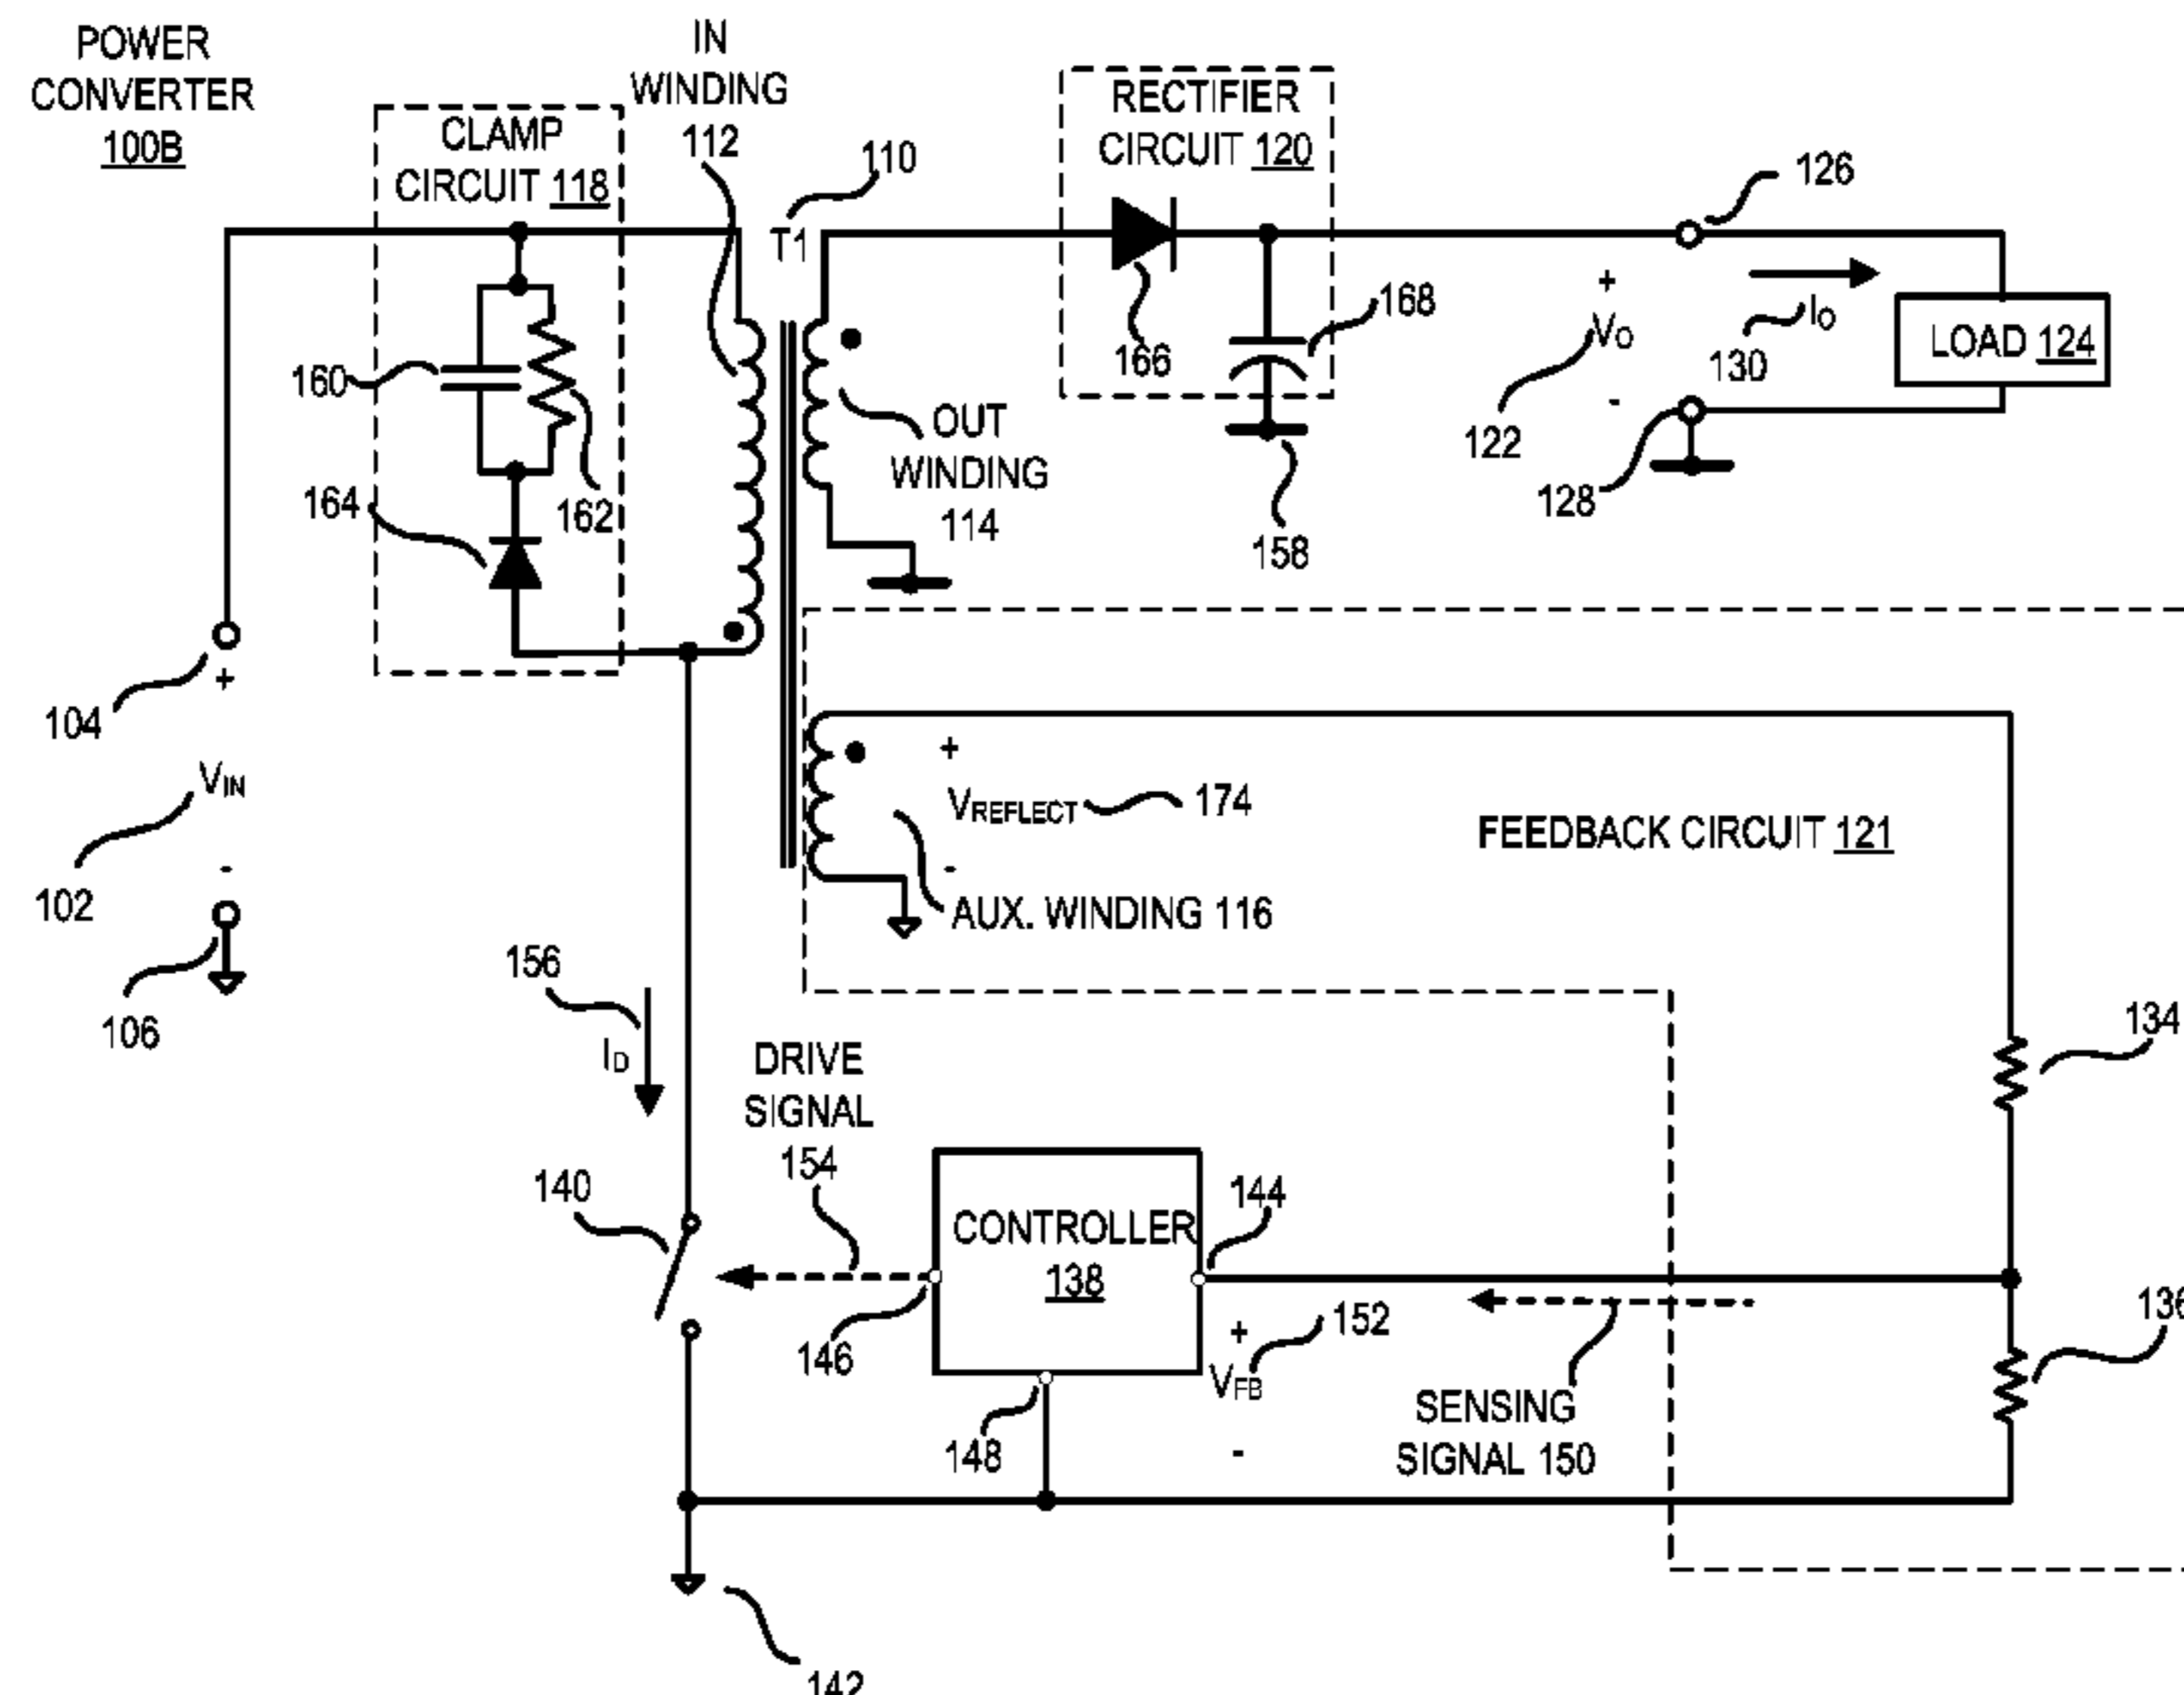 POWER
CONVERTER
100B
IN
WINDING
112
CLAMP
CIRCUIT 118
T1
110
RECTIFIER
CIRCUIT 120
126
160
162
164
166
168
158
OUT
WINDING
114
+
VO
-
122
128
IO
130
LOAD 124
104
+
VIN
-
102
106
+
VREFLECT
-
174
AUX. WINDING 116
FEEDBACK CIRCUIT 121
156
ID
DRIVE
SIGNAL
154
140
CONTROLLER
138
144
146
148
+
VFB
-
152
SENSING
SIGNAL 150
134
136
142